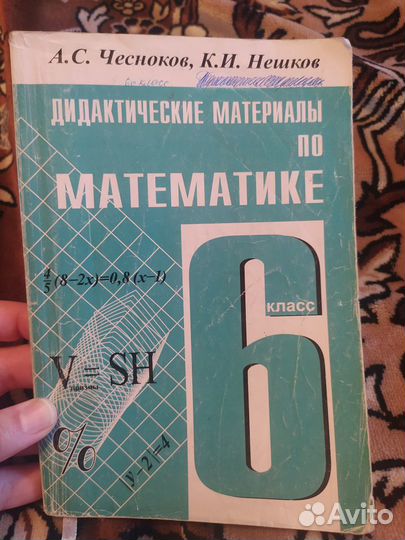 А.С. Чесноков, К.И. Нешков
ДИДАКТИЧЕСКИЕ МАТЕРИАЛЫ
ПО
МАТЕМАТИКЕ
6
класс
4/5(8–2x)=0,8(x–1)
V призмы = SH
%
|y–2|=4
Avito